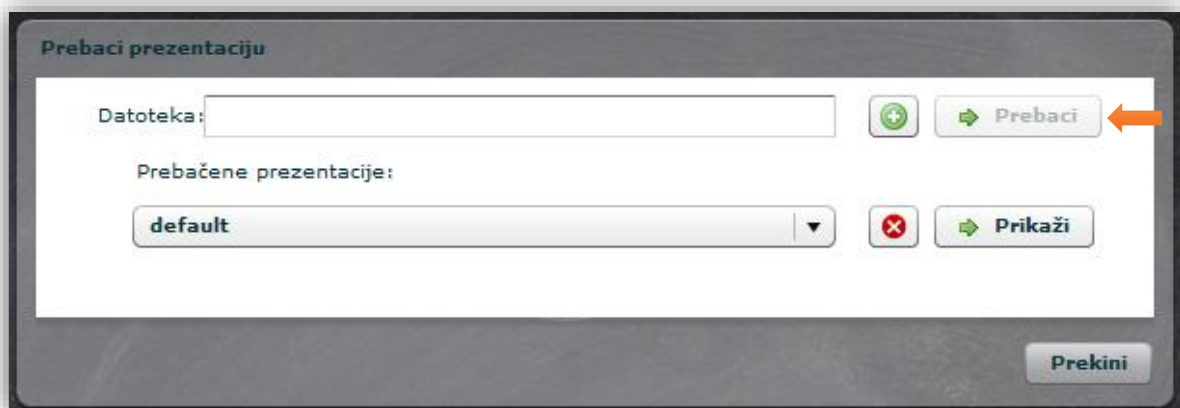 Prebaci prezentaciju
Datoteka: Prebaci
Prebačene prezentacije:
default Prikaži
Prekini